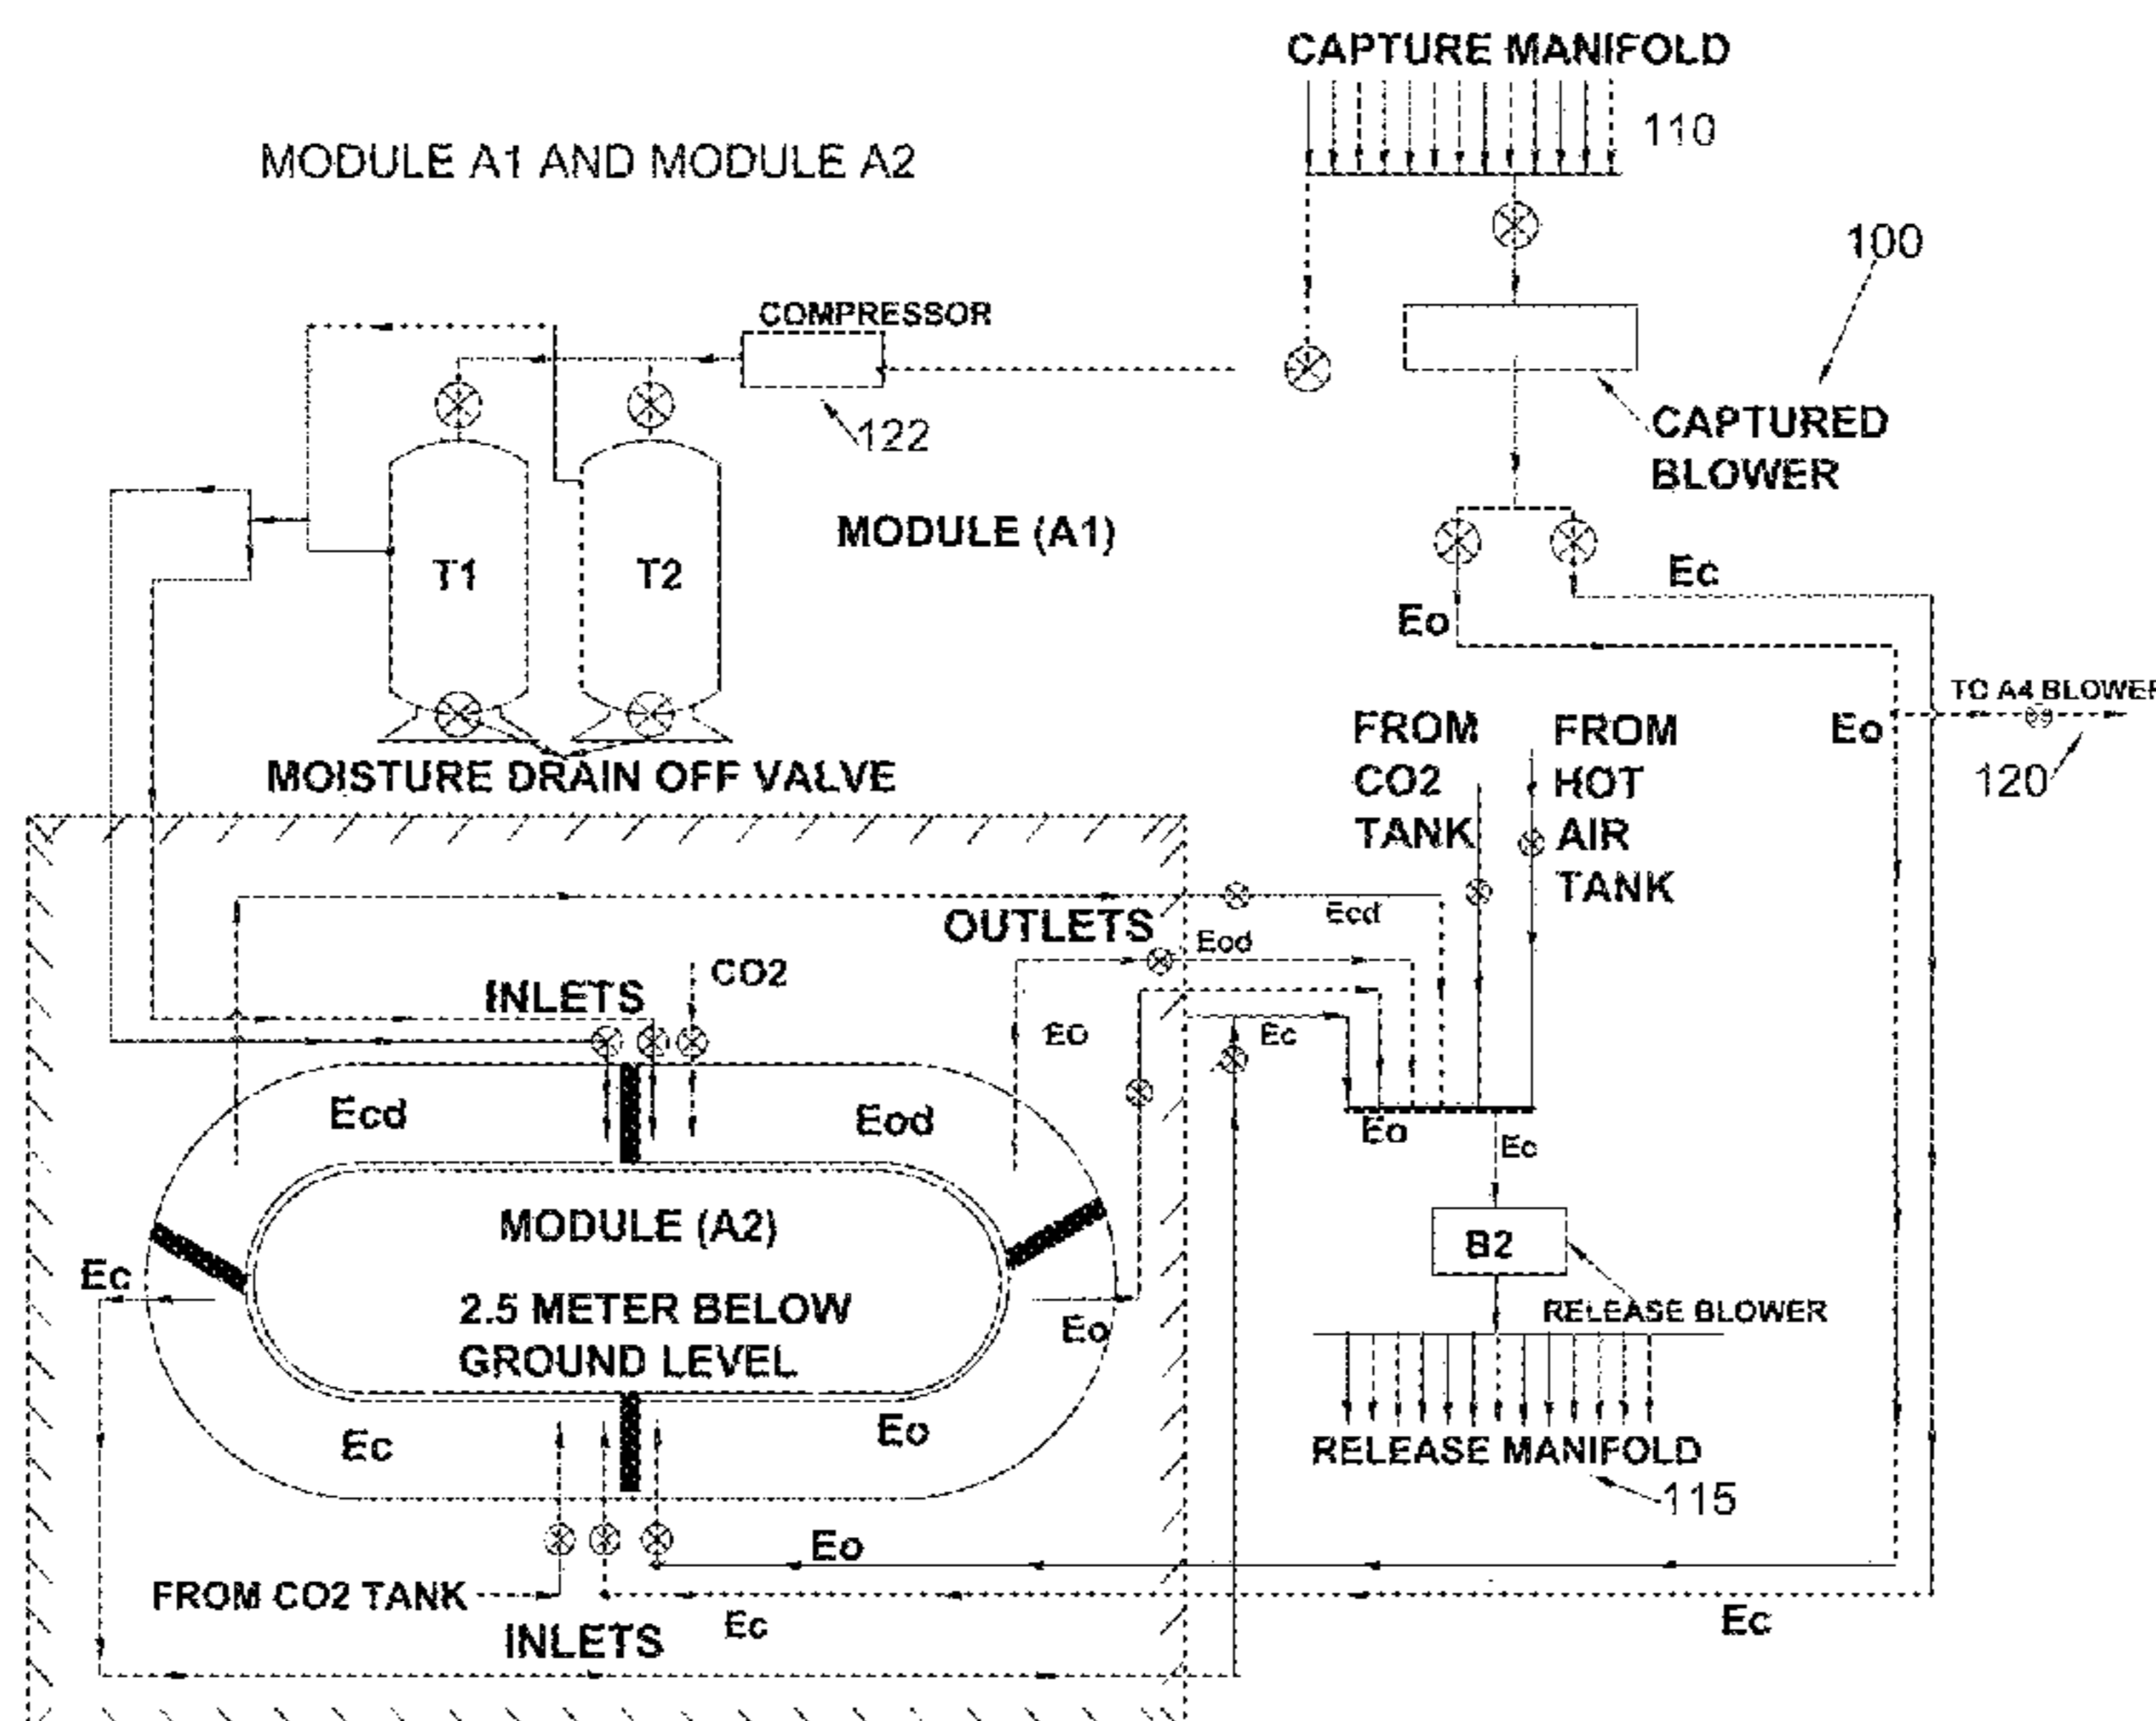 CAPTURE MANIFOLD
110
MODULE A1 AND MODULE A2
100
COMPRESSOR
122
CAPTURED
BLOWER
MODULE (A1)
T1
T2
Ec
Eo
TO A4 BLOWER
Eo
120
FROM
CO2
TANK
FROM
HOT
AIR
TANK
MOISTURE DRAIN OFF VALVE
OUTLETS
Ecd
Eod
CO2
INLETS
EO
Ec
Ecd
Eod
Eo
Ec
MODULE (A2)
2.5 METER BELOW
GROUND LEVEL
B2
Ec
Eo
RELEASE BLOWER
Ec
Eo
RELEASE MANIFOLD
115
Eo
FROM CO2 TANK
Ec
INLETS
Ec